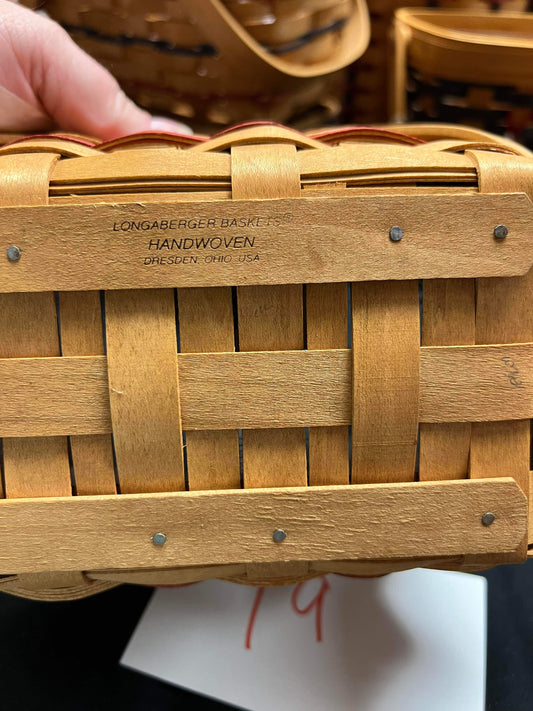 LONGABERGER BASKETS®
HANDWOVEN
DRESDEN, OHIO USA
19